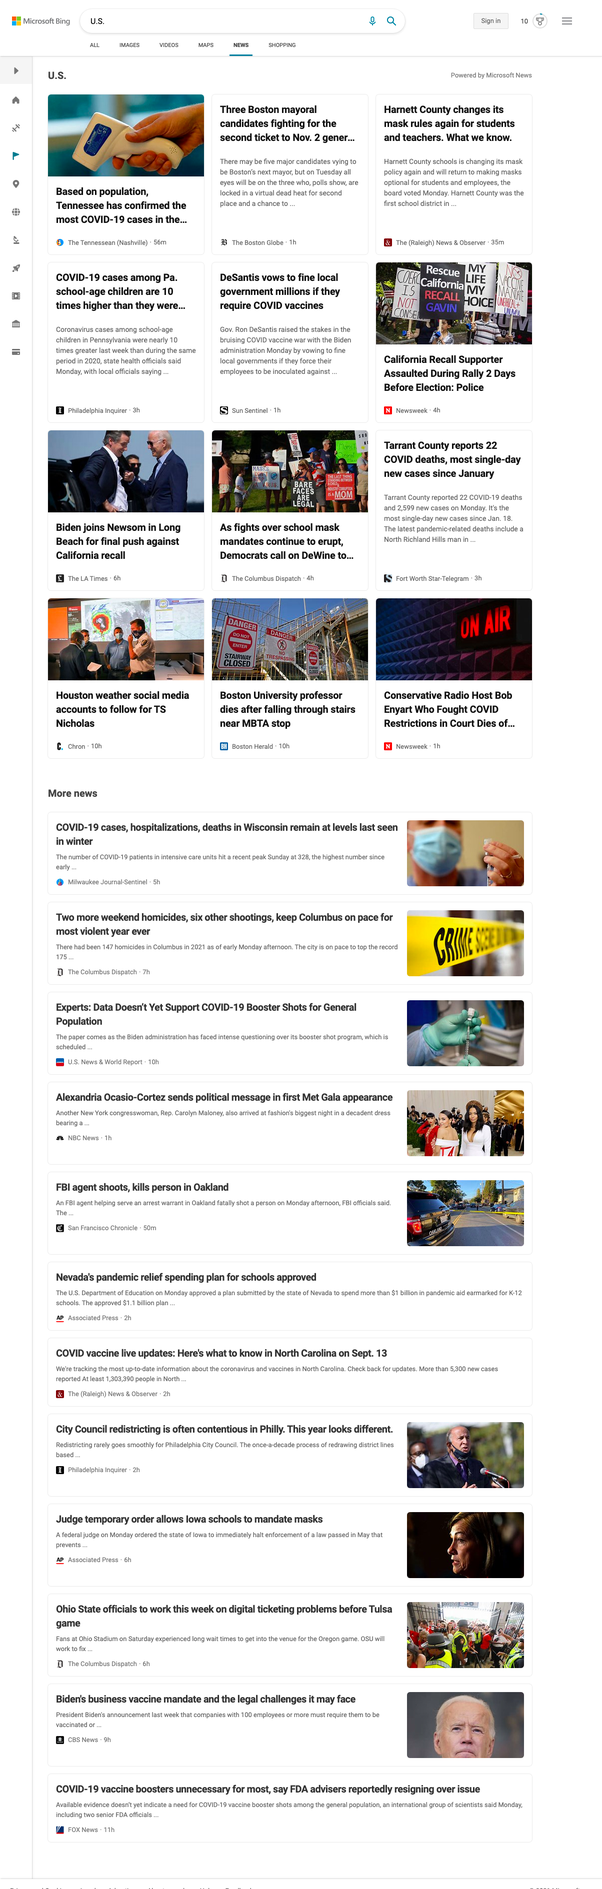 Microsoft Bing
U.S.
Sign in
10
ALL
IMAGES
VIDEOS
MAPS
NEWS
SHOPPING
U.S.
Powered by Microsoft News
Based on population,
Tennessee has confirmed the
most COVID-19 cases in the...
The Tennessean (Nashville) · 56m
Three Boston mayoral
candidates fighting for the
second ticket to Nov. 2 gener...
There may be five major candidates vying to
be Boston's next mayor, but on Tuesday all
eyes will be on the three who, polls show, are
locked in a virtual dead heat for second
place and a chance to ...
The Boston Globe · 1h
Harnett County changes its
mask rules again for students
and teachers. What we know.
Harnett County schools is changing its mask
policy again and will return to making masks
optional for students and employees, the
board voted Monday. Harnett County was the
first school district in ...
The (Raleigh) News & Observer · 35m
COVID-19 cases among Pa.
school-age children are 10
times higher than they were...
Coronavirus cases among school-age
children in Pennsylvania were nearly 10
times greater last week than during the same
period in 2020, state health officials said
Monday, with local officials saying ...
Philadelphia Inquirer · 3h
DeSantis vows to fine local
government millions if they
require COVID vaccines
Gov. Ron DeSantis raised the stakes in the
bruising COVID vaccine war with the Biden
administration Monday by vowing to fine
local governments if they force their
employees to be inoculated against ...
Sun Sentinel · 1h
Rescue
California
RECALL
GAVIN
MY
LIFE
MY
CHOICE
California Recall Supporter
Assaulted During Rally 2 Days
Before Election: Police
Newsweek · 4h
Biden joins Newsom in Long
Beach for final push against
California recall
The LA Times · 6h
BARE
FACES
ARE
LEGAL
MOM
As fights over school mask
mandates continue to erupt,
Democrats call on DeWine to...
The Columbus Dispatch · 4h
Tarrant County reports 22
COVID deaths, most single-day
new cases since January
Tarrant County reported 22 COVID-19 deaths
and 2,599 new cases on Monday. It's the
most single-day new cases since Jan. 18.
The latest pandemic-related deaths include a
North Richland Hills man in ...
Fort Worth Star-Telegram · 3h
Houston weather social media
accounts to follow for TS
Nicholas
Chron · 10h
DANGER
DO NOT
ENTER
STAIRWAY
CLOSED
DANGER
Boston University professor
dies after falling through stairs
near MBTA stop
Boston Herald · 10h
ON AIR
Conservative Radio Host Bob
Enyart Who Fought COVID
Restrictions in Court Dies of...
Newsweek · 1h
More news
COVID-19 cases, hospitalizations, deaths in Wisconsin remain at levels last seen
in winter
The number of COVID-19 patients in intensive care units hit a recent peak Sunday at 328, the highest number since
early ...
Milwaukee Journal-Sentinel · 5h
Two more weekend homicides, six other shootings, keep Columbus on pace for
most violent year ever
There had been 147 homicides in Columbus in 2021 as of early Monday afternoon. The city is on pace to top the record
175 ...
The Columbus Dispatch · 7h
CRIME SCENE
Experts: Data Doesn't Yet Support COVID-19 Booster Shots for General
Population
The paper comes as the Biden administration has faced intense questioning over its booster shot program, which is
scheduled ...
U.S. News & World Report · 10h
Alexandria Ocasio-Cortez sends political message in first Met Gala appearance
Another New York congresswoman, Rep. Carolyn Maloney, also arrived at fashion's biggest night in a decadent dress
bearing a ...
NBC News · 1h
FBI agent shoots, kills person in Oakland
An FBI agent helping serve an arrest warrant in Oakland fatally shot a person on Monday afternoon, FBI officials said.
The ...
San Francisco Chronicle · 50m
Nevada's pandemic relief spending plan for schools approved
The U.S. Department of Education on Monday approved a plan submitted by the state of Nevada to spend more than $1 billion in pandemic aid earmarked for K-12
schools. The approved $1.1 billion plan ...
AP
Associated Press · 2h
COVID vaccine live updates: Here's what to know in North Carolina on Sept. 13
We're tracking the most up-to-date information about the coronavirus and vaccines in North Carolina. Check back for updates. More than 5,300 new cases
reported At least 1,303,390 people in North ...
The (Raleigh) News & Observer · 2h
City Council redistricting is often contentious in Philly. This year looks different.
Redistricting rarely goes smoothly for Philadelphia City Council. The once-a-decade process of redrawing district lines
based ...
Philadelphia Inquirer · 2h
Judge temporary order allows Iowa schools to mandate masks
A federal judge on Monday ordered the state of Iowa to immediately halt enforcement of a law passed in May that
prevents ...
AP
Associated Press · 6h
Ohio State officials to work this week on digital ticketing problems before Tulsa
game
Fans at Ohio Stadium on Saturday experienced long wait times to get into the venue for the Oregon game. OSU will
work to fix ...
The Columbus Dispatch · 6h
Biden's business vaccine mandate and the legal challenges it may face
President Biden's announcement last week that companies with 100 employees or more must require them to be
vaccinated or ...
CBS News · 9h
COVID-19 vaccine boosters unnecessary for most, say FDA advisers reportedly resigning over issue
Available evidence doesn't yet indicate a need for COVID-19 vaccine booster shots among the general population, an international group of scientists said Monday,
including two senior FDA officials ...
FOX News · 11h